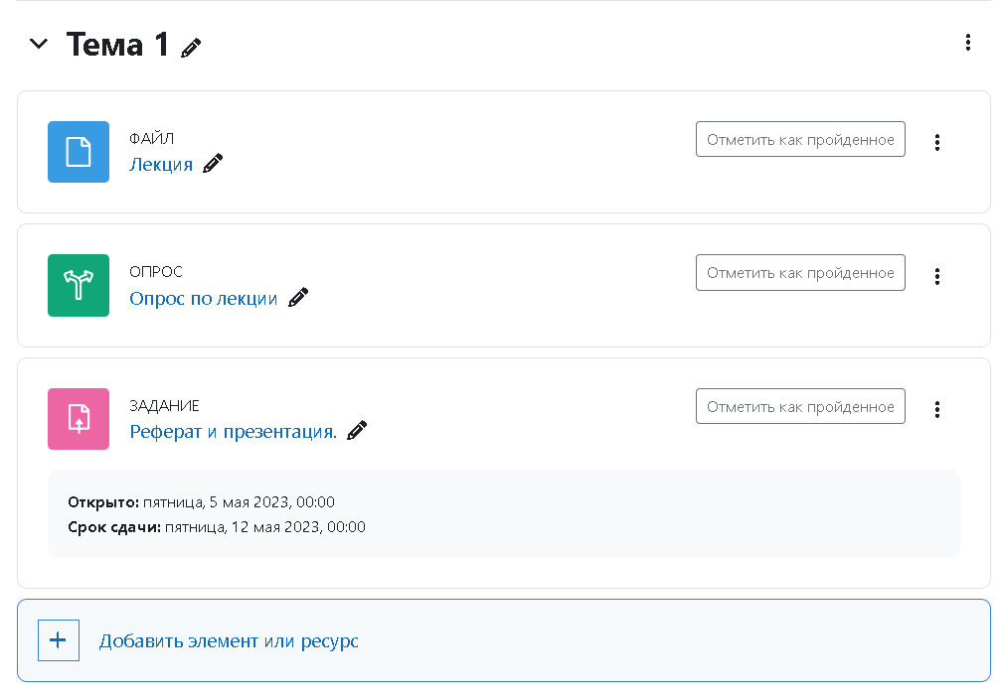 Тема 1
ФАЙЛ
Лекция
Отметить как пройденное
ОПРОС
Опрос по лекции
Отметить как пройденное
ЗАДАНИЕ
Реферат и презентация.
Отметить как пройденное
Открыто: пятница, 5 мая 2023, 00:00
Срок сдачи: пятница, 12 мая 2023, 00:00
Добавить элемент или ресурс